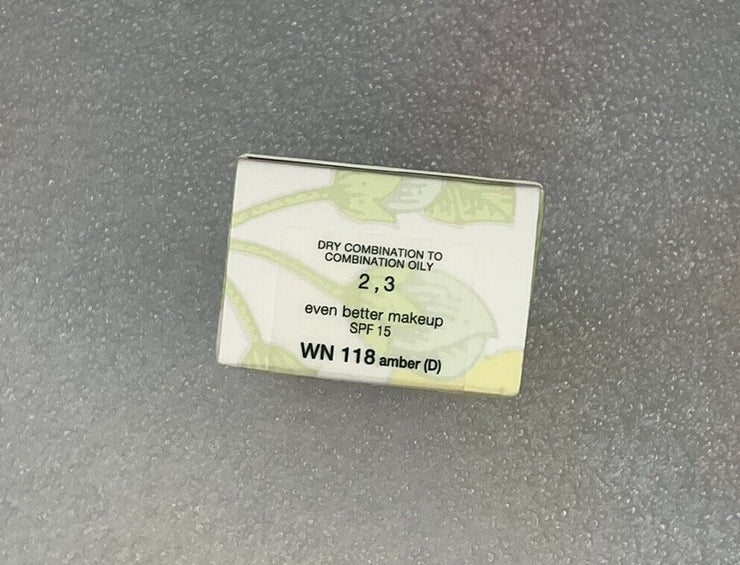 DRY COMBINATION TO
COMBINATION OILY
2,3
even better makeup
SPF 15
WN 118 amber (D)